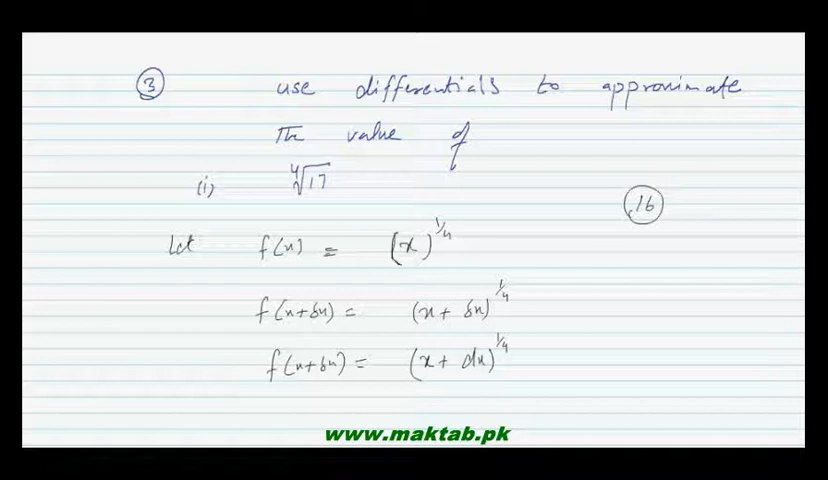 ③ use differentials to approximate
The value of
(i) ∜17
16
Let f(x) = (x)^1/4
f(x+δx) = (x + δx)^1/4
f(x+δx) = (x + dx)^1/4
www.maktab.pk